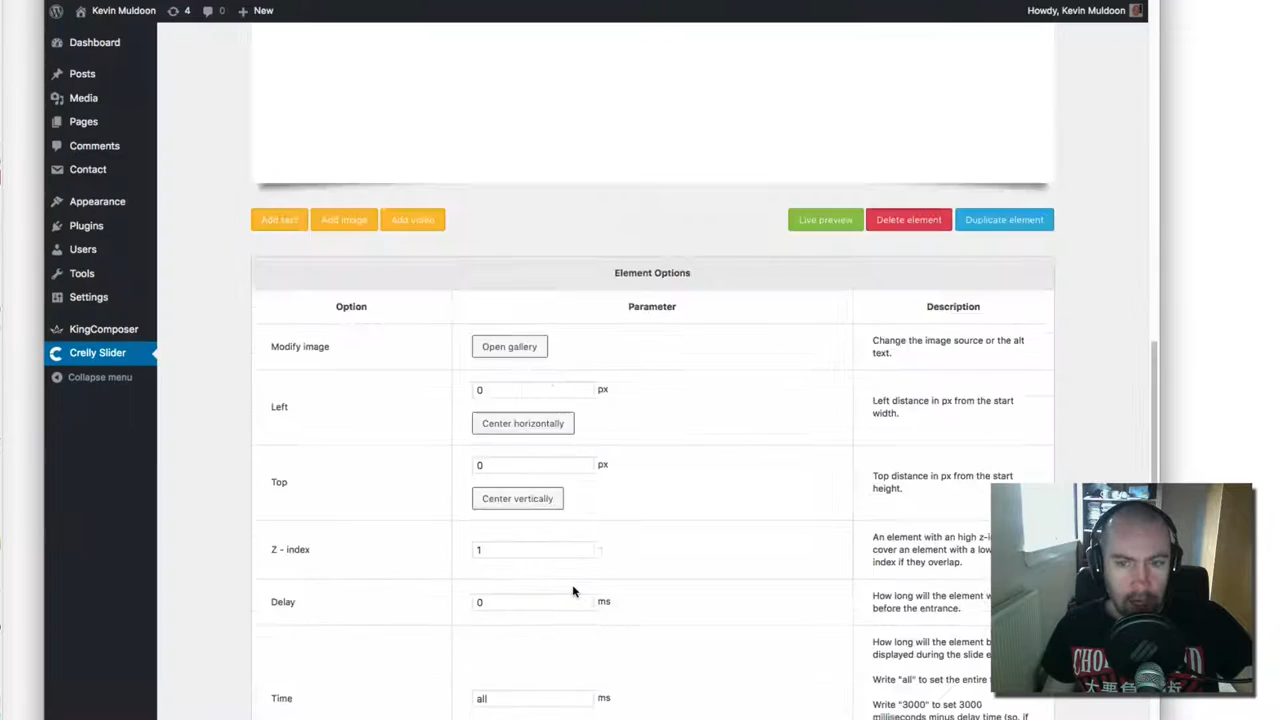 Kevin Muldoon 4 0 New
Howdy, Kevin Muldoon
Dashboard
Posts
Media
Pages
Comments
Contact
Appearance
Plugins
Users
Tools
Settings
KingComposer
Crelly Slider
Collapse menu
Add text Add image Add video
Live preview Delete element Duplicate element
Element Options
Option Parameter Description
Modify image Open gallery
Change the image source or the alt
text.
Left
0 px
Center horizontally
Left distance in px from the start
width.
Top
0 px
Center vertically
Top distance in px from the start
height.
Z - index
1
An element with an high z-i
cover an element with a low
index if they overlap.
Delay
0 ms
How long will the element w
before the entrance.
Time
all ms
How long will the element b
displayed during the slide e
Write "all" to set the entire t
Write "3000" to set 3000
milliseconds minus delay time (so, if